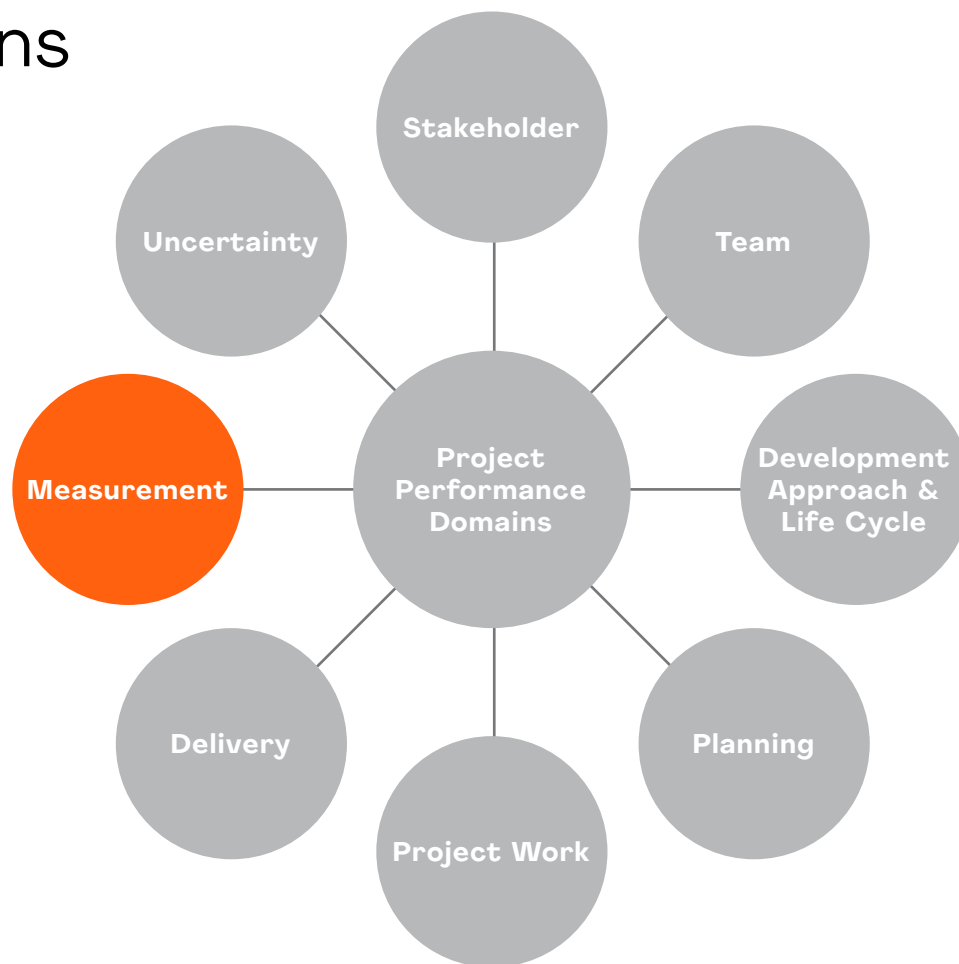 ns
Stakeholder
Uncertainty
Team
Measurement
Project
Performance
Domains
Development
Approach &
Life Cycle
Delivery
Planning
Project Work